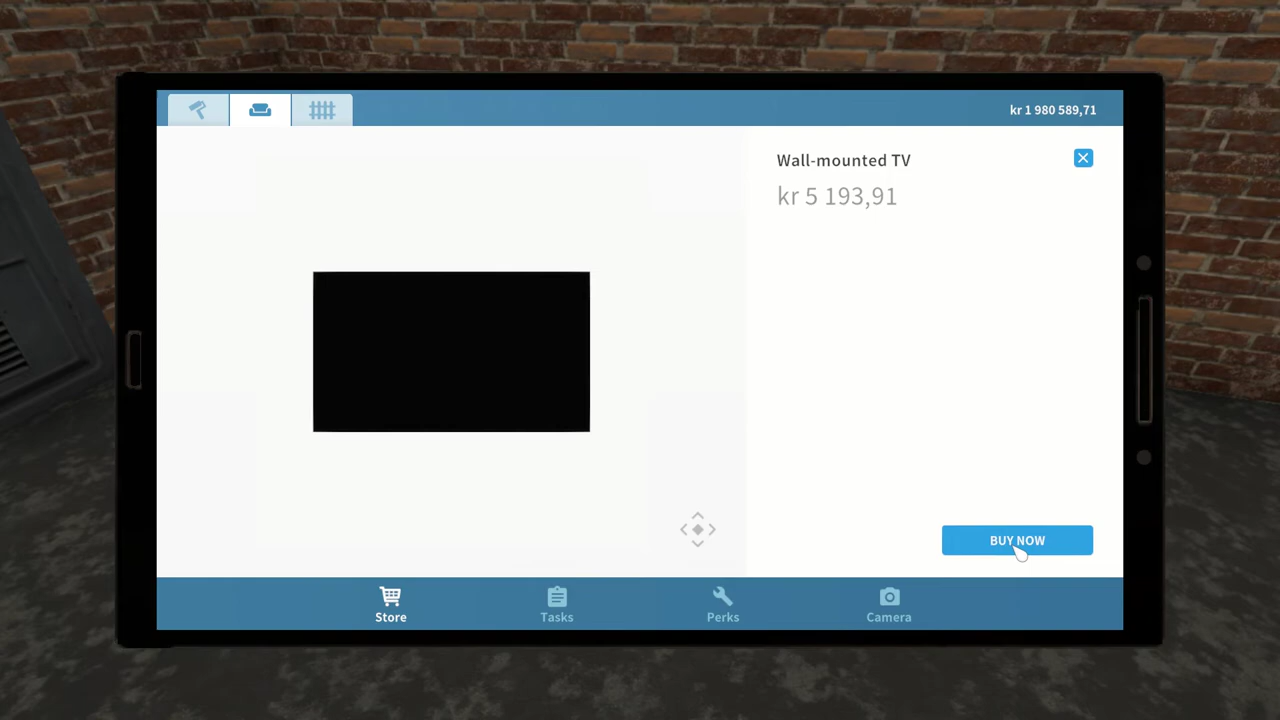 kr 1 980 589,71
Wall-mounted TV
kr 5 193,91
BUY NOW
Store
Tasks
Perks
Camera